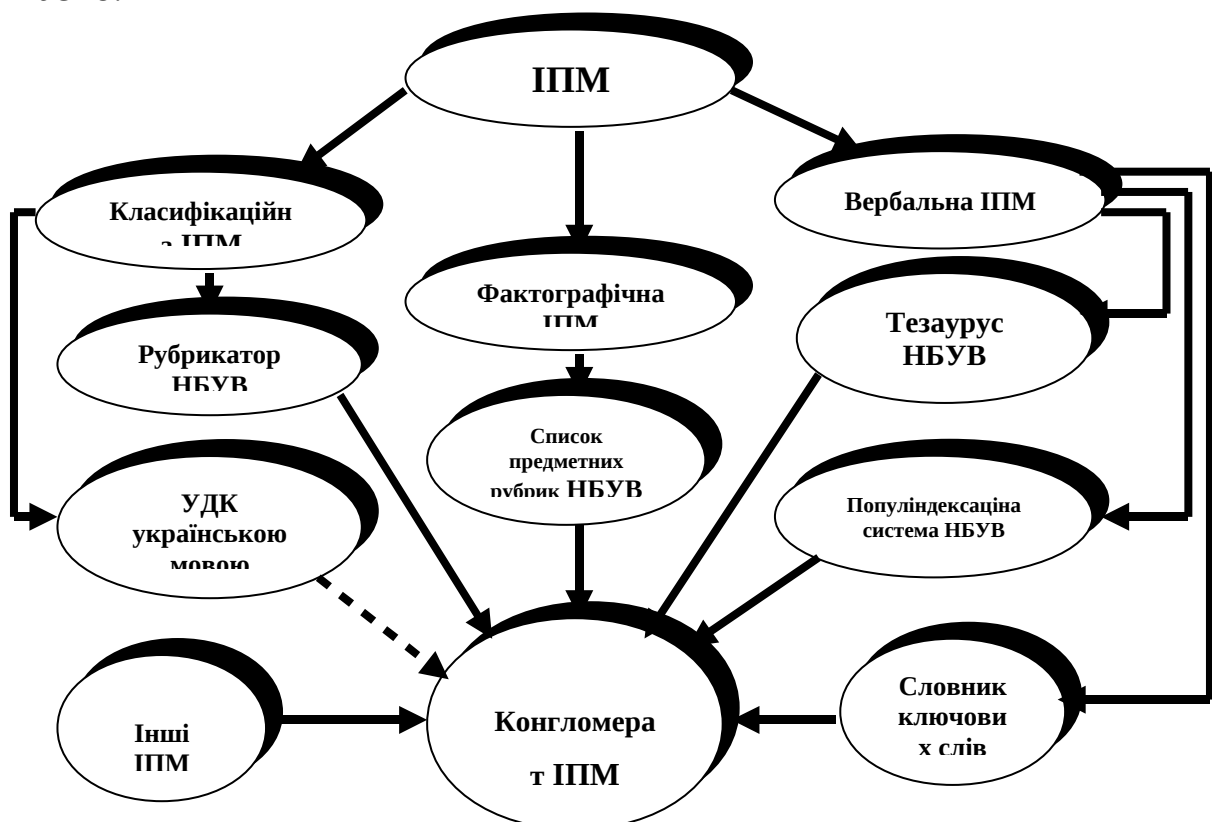 ІПМ
Класифікаційн
а ІПМ
Вербальна ІПМ
Фактографічна
ІПМ
Тезаурус
НБУВ
Рубрикатор
НБУВ
Список
предметних
рубрик НБУВ
УДК
українською
мовою
Популіндексаціна
система НБУВ
Словник
ключови
х слів
Інші
ІПМ
Конгломера
т ІПМ